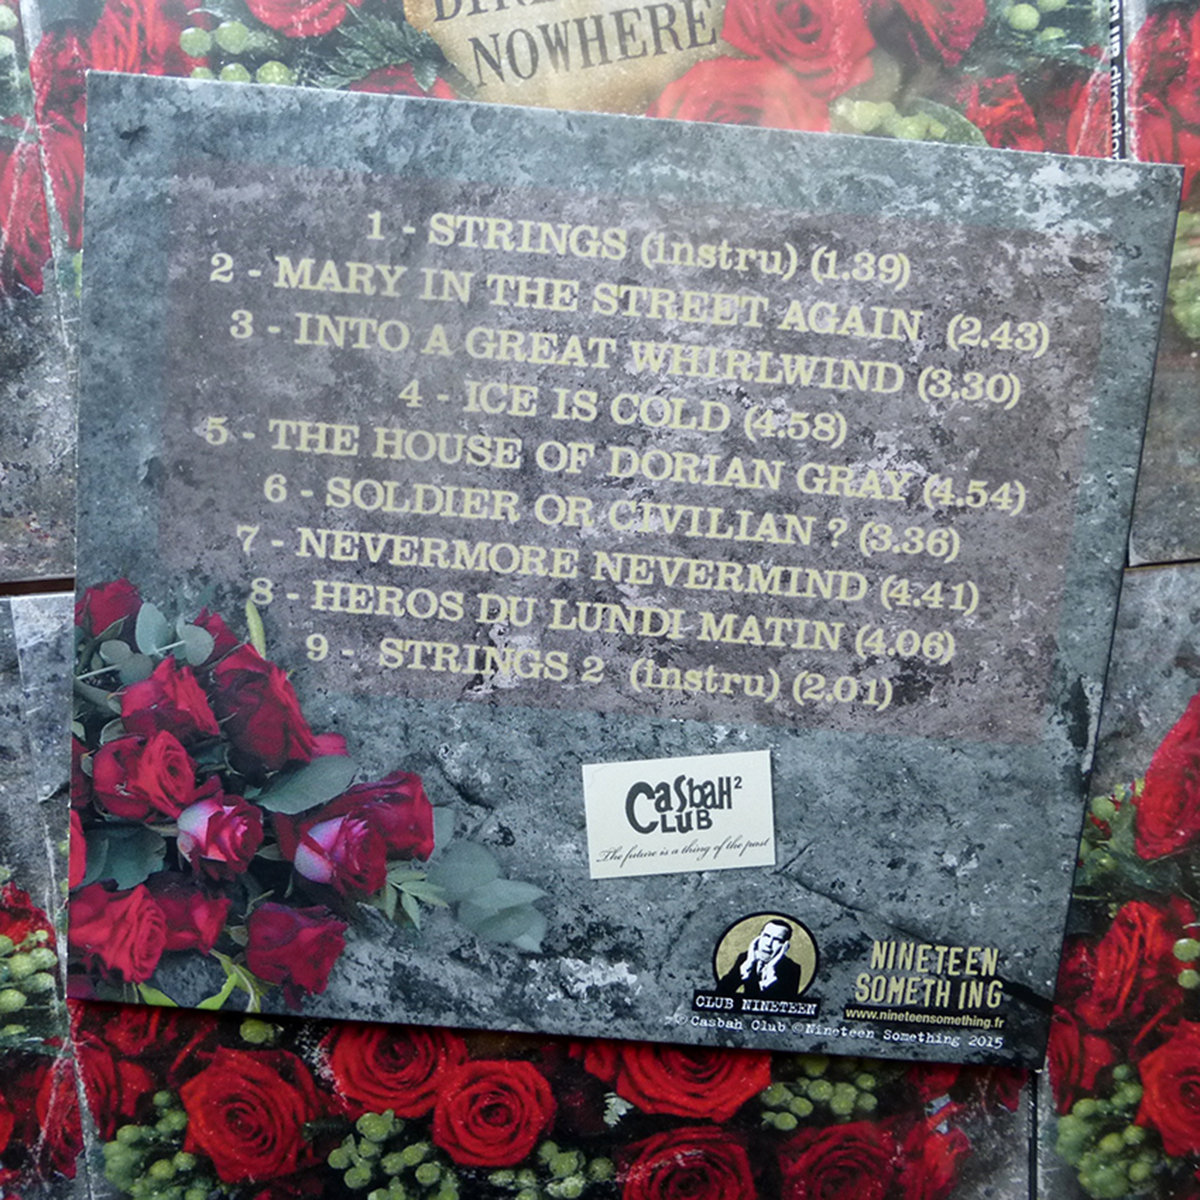 NOWHERE
1 - STRINGS (instru) (1.39)
2 - MARY IN THE STREET AGAIN (2.43)
3 - INTO A GREAT WHIRLWIND (3.30)
4 - ICE IS COLD (4.58)
5 - THE HOUSE OF DORIAN GRAY (4.54)
6 - SOLDIER OR CIVILIAN ? (3.36)
7 - NEVERMORE NEVERMIND (4.41)
8 - HEROS DU LUNDI MATIN (4.06)
9 - STRINGS 2 (instru) (2.01)
CasbaH²
CLUB
The future is a thing of the past
CLUB NINETEEN
NINETEEN
SOMETHING
www.nineteensomething.fr
℗ Casbah Club © Nineteen Something 2015